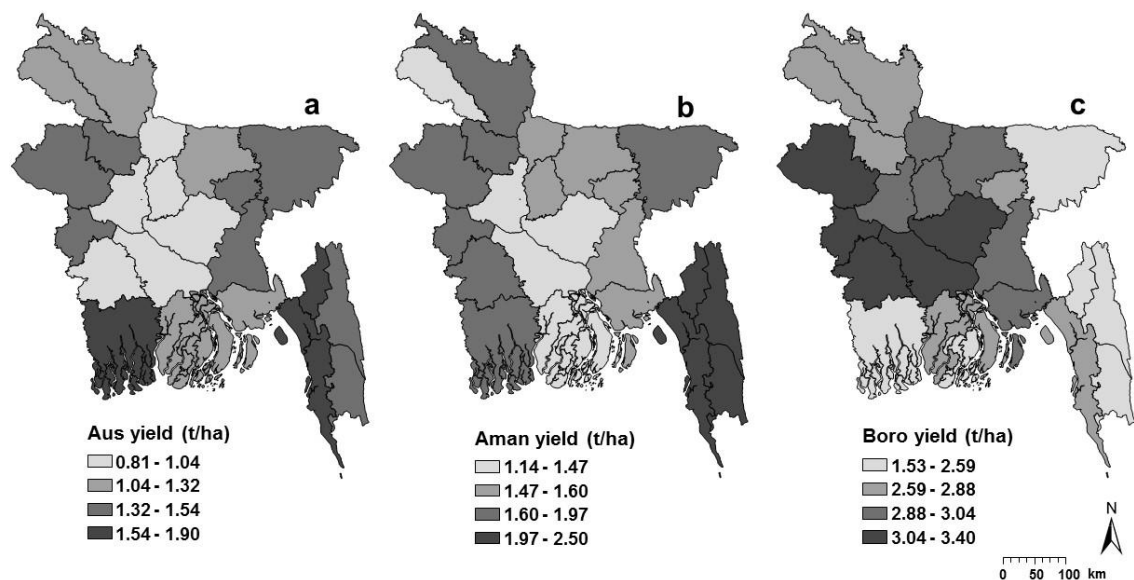 a
b
c
Aus yield (t/ha)
0.81 - 1.04
1.04 - 1.32
1.32 - 1.54
1.54 - 1.90
Aman yield (t/ha)
1.14 - 1.47
1.47 - 1.60
1.60 - 1.97
1.97 - 2.50
Boro yield (t/ha)
1.53 - 2.59
2.59 - 2.88
2.88 - 3.04
3.04 - 3.40
N
0 50 100 km